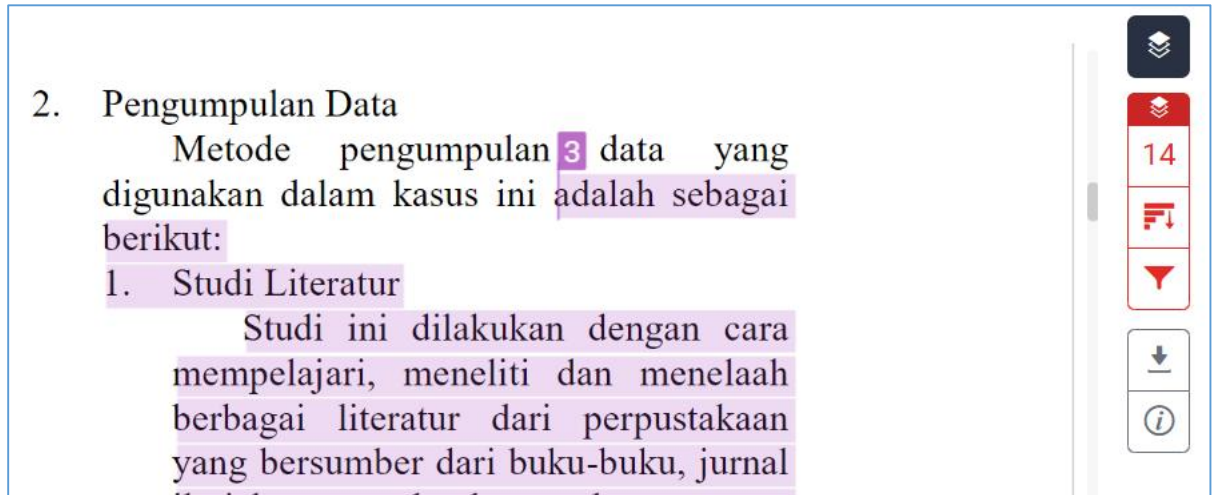 2. Pengumpulan Data
Metode pengumpulan 3 data yang
digunakan dalam kasus ini adalah sebagai
berikut:
1. Studi Literatur
Studi ini dilakukan dengan cara
mempelajari, meneliti dan menelaah
berbagai literatur dari perpustakaan
yang bersumber dari buku-buku, jurnal
14